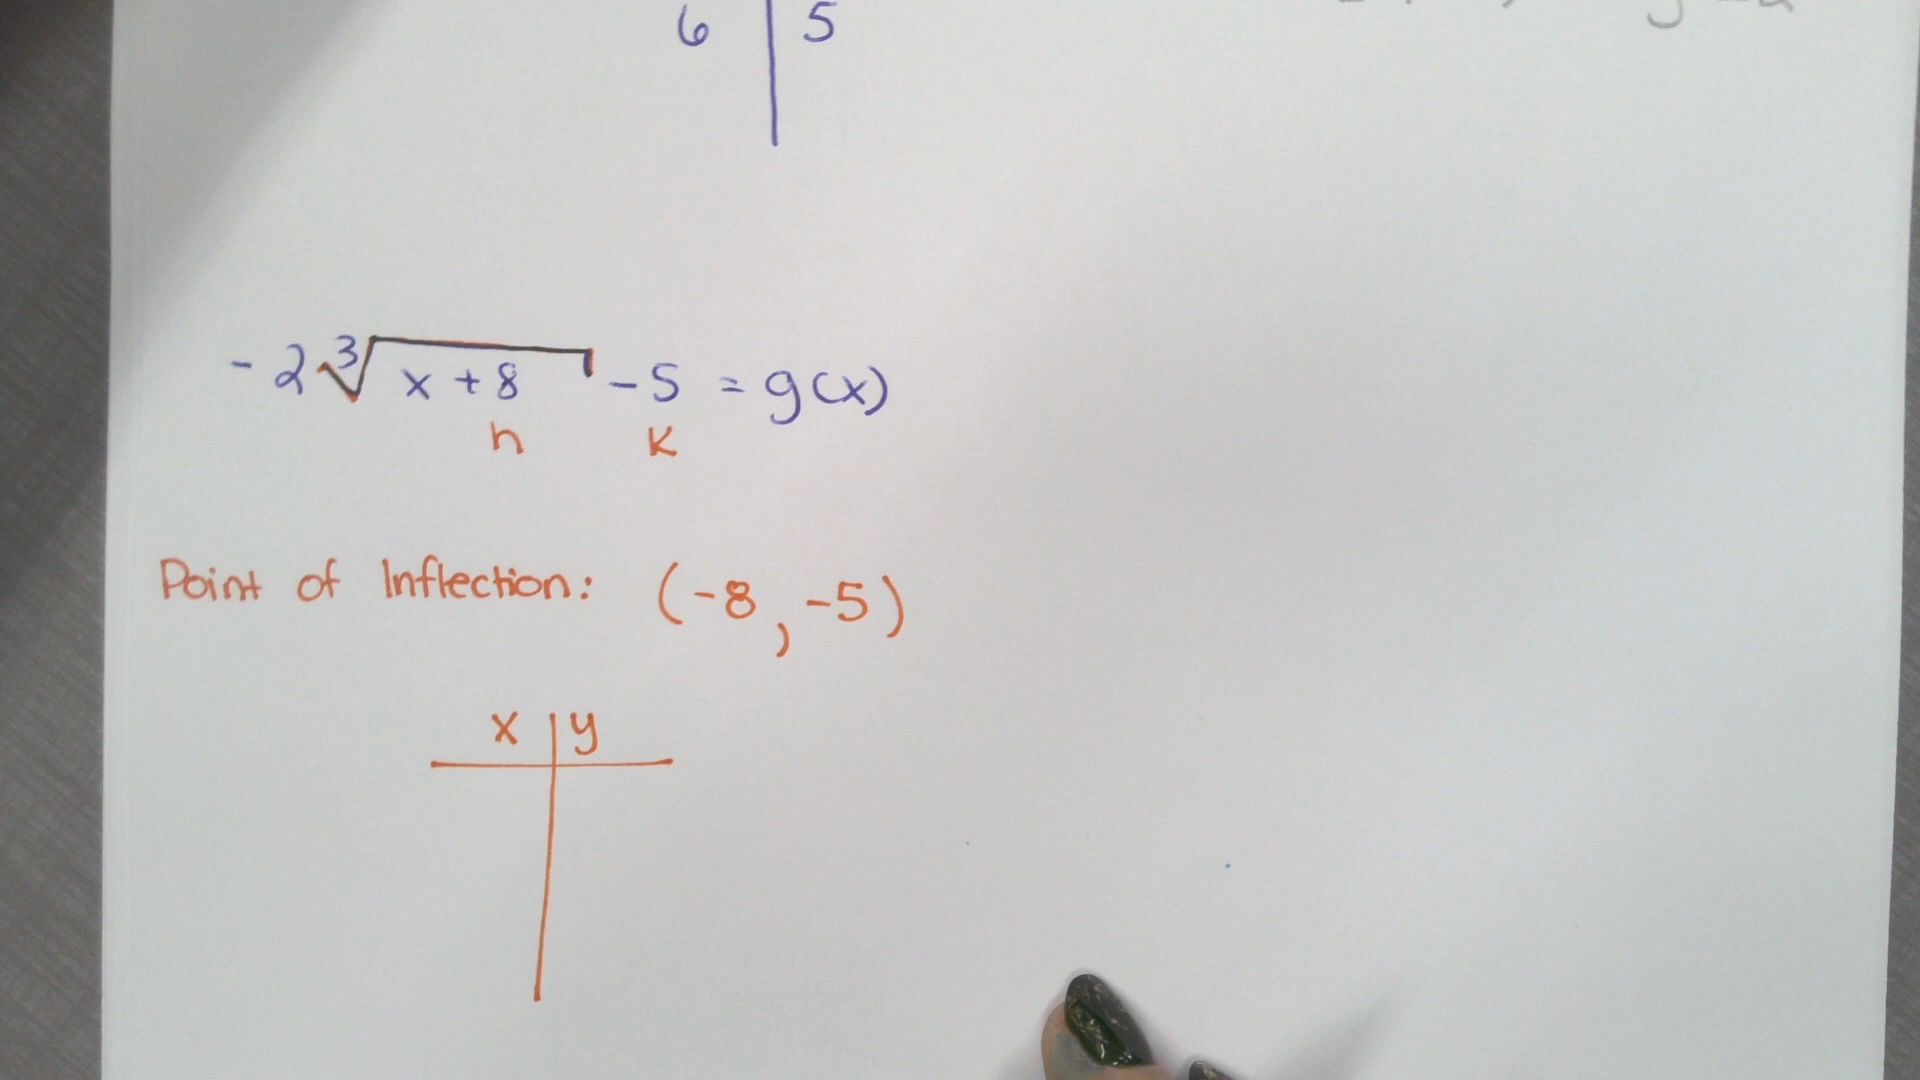 6 | 5
-2∛(x+8) -5 = g(x)
h k
Point of Inflection: (-8, -5)
x | y